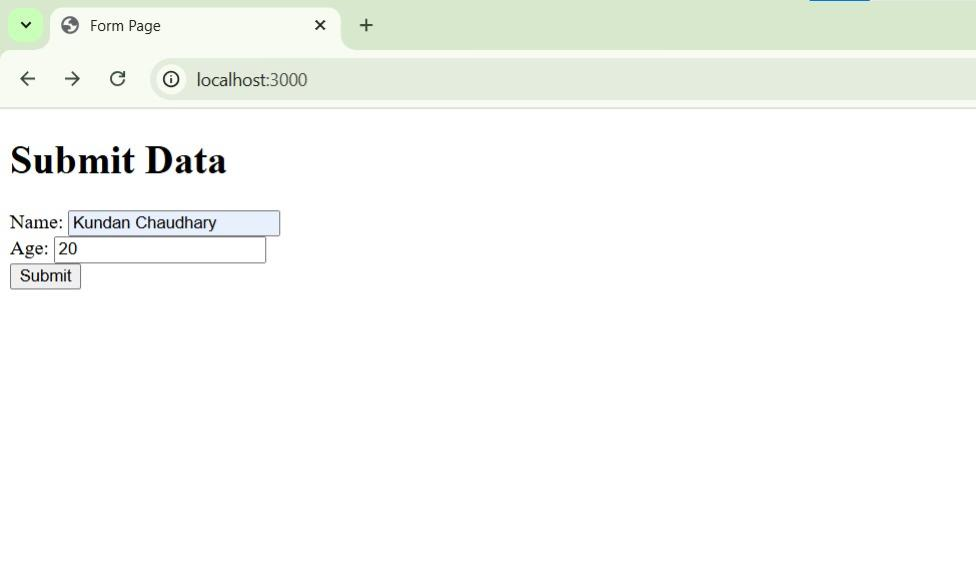 Form Page
localhost:3000
Submit Data
Name: Kundan Chaudhary
Age: 20
Submit